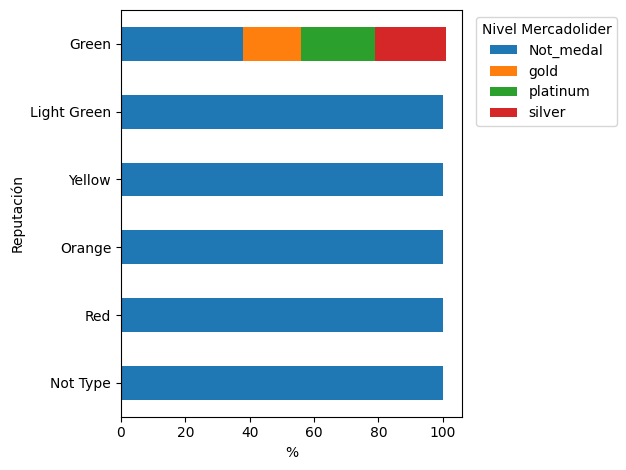 Nivel Mercadolider
Not_medal
gold
platinum
silver
Reputación
Green
Light Green
Yellow
Orange
Red
Not Type
0 20 40 60 80 100
%